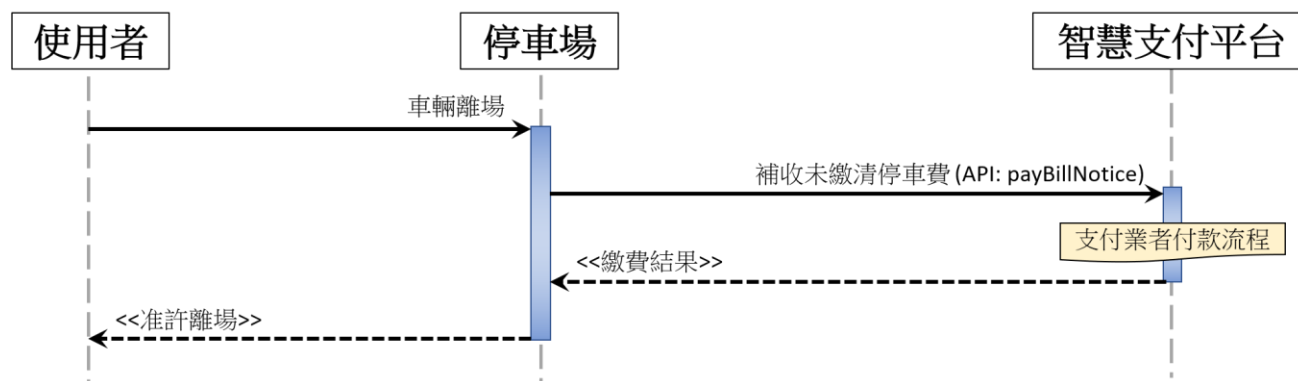 使用者
停車場
智慧支付平台
車輛離場
補收未繳清停車費 (API: payBillNotice)
支付業者付款流程
<<繳費結果>>
<<准許離場>>